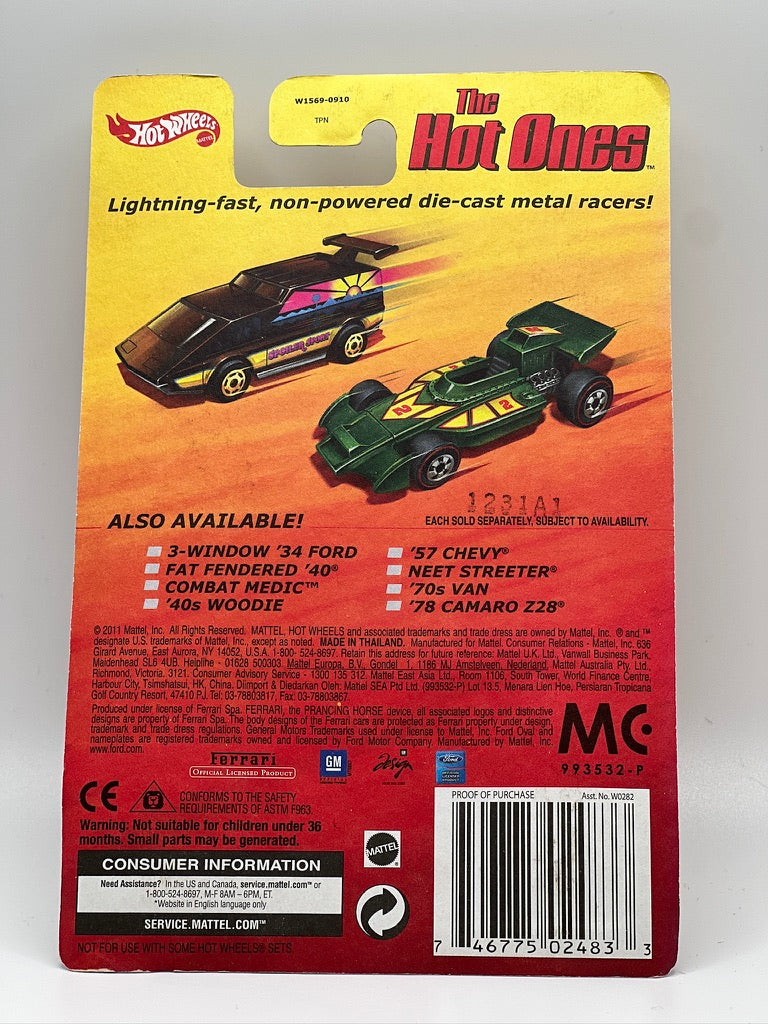 Hot Wheels
MATTEL
W1569-0910
TPN
The
Hot Ones™
Lightning-fast, non-powered die-cast metal racers!
SPOILER SPORT
2
2
2
1231A1
ALSO AVAILABLE!
EACH SOLD SEPARATELY, SUBJECT TO AVAILABILITY.
3-WINDOW '34 FORD
FAT FENDERED '40®
COMBAT MEDIC™
'40s WOODIE
'57 CHEVY®
NEET STREETER®
'70s VAN
'78 CAMARO Z28®
© 2011 Mattel, Inc. All Rights Reserved. MATTEL, HOT WHEELS and associated trademarks and trade dress are owned by Mattel, Inc. ® and ™
designate U.S. trademarks of Mattel, Inc., except as noted. MADE IN THAILAND. Manufactured for Mattel. Consumer Relations - Mattel, Inc. 636
Girard Avenue, East Aurora, NY 14052, U.S.A. 1-800- 524-8697. Retain this address for future reference: Mattel U.K. Ltd., Vanwall Business Park,
Maidenhead SL6 4UB. Helpline - 01628 500303. Mattel Europa, B.V., Gondel 1, 1186 MJ Amstelveen, Nederland. Mattel Australia Pty. Ltd.,
Richmond, Victoria. 3121. Consumer Advisory Service - 1300 135 312. Mattel East Asia Ltd., Room 1106, South Tower, World Finance Centre,
Harbour City, Tsimshatsui, HK, China. Diimport & Diedarkan Oleh: Mattel SEA Ptd Ltd. (993532-P) Lot 13.5, Menara Lien Hoe, Persiaran Tropicana
Golf Country Resort, 47410 PJ. Tel: 03-78803817, Fax: 03-78803867.
Produced under license of Ferrari Spa. FERRARI, the PRANCING HORSE device, all associated logos and distinctive
designs are property of Ferrari Spa. The body designs of the Ferrari cars are protected as Ferrari property under design,
trademark and trade dress regulations. General Motors Trademarks used under license to Mattel, Inc. Ford Oval and
nameplates are registered trademarks owned and licensed by Ford Motor Company. Manufactured by Mattel, Inc.
www.ford.com
MC
993532-P
Ferrari
OFFICIAL LICENSED PRODUCT
GM
GM
design
Ford
CE
CONFORMS TO THE SAFETY
REQUIREMENTS OF ASTM F963.
Warning: Not suitable for children under 36
months. Small parts may be generated.
CONSUMER INFORMATION
Need Assistance? In the US and Canada, service.mattel.com™ or
1-800-524-8697, M-F 8AM – 6PM, ET.
*Website in English language only
SERVICE.MATTEL.COM™
NOT FOR USE WITH SOME HOT WHEELS® SETS.
MATTEL
®
PROOF OF PURCHASE
Asst. No. W0282
7 46775 02483 3